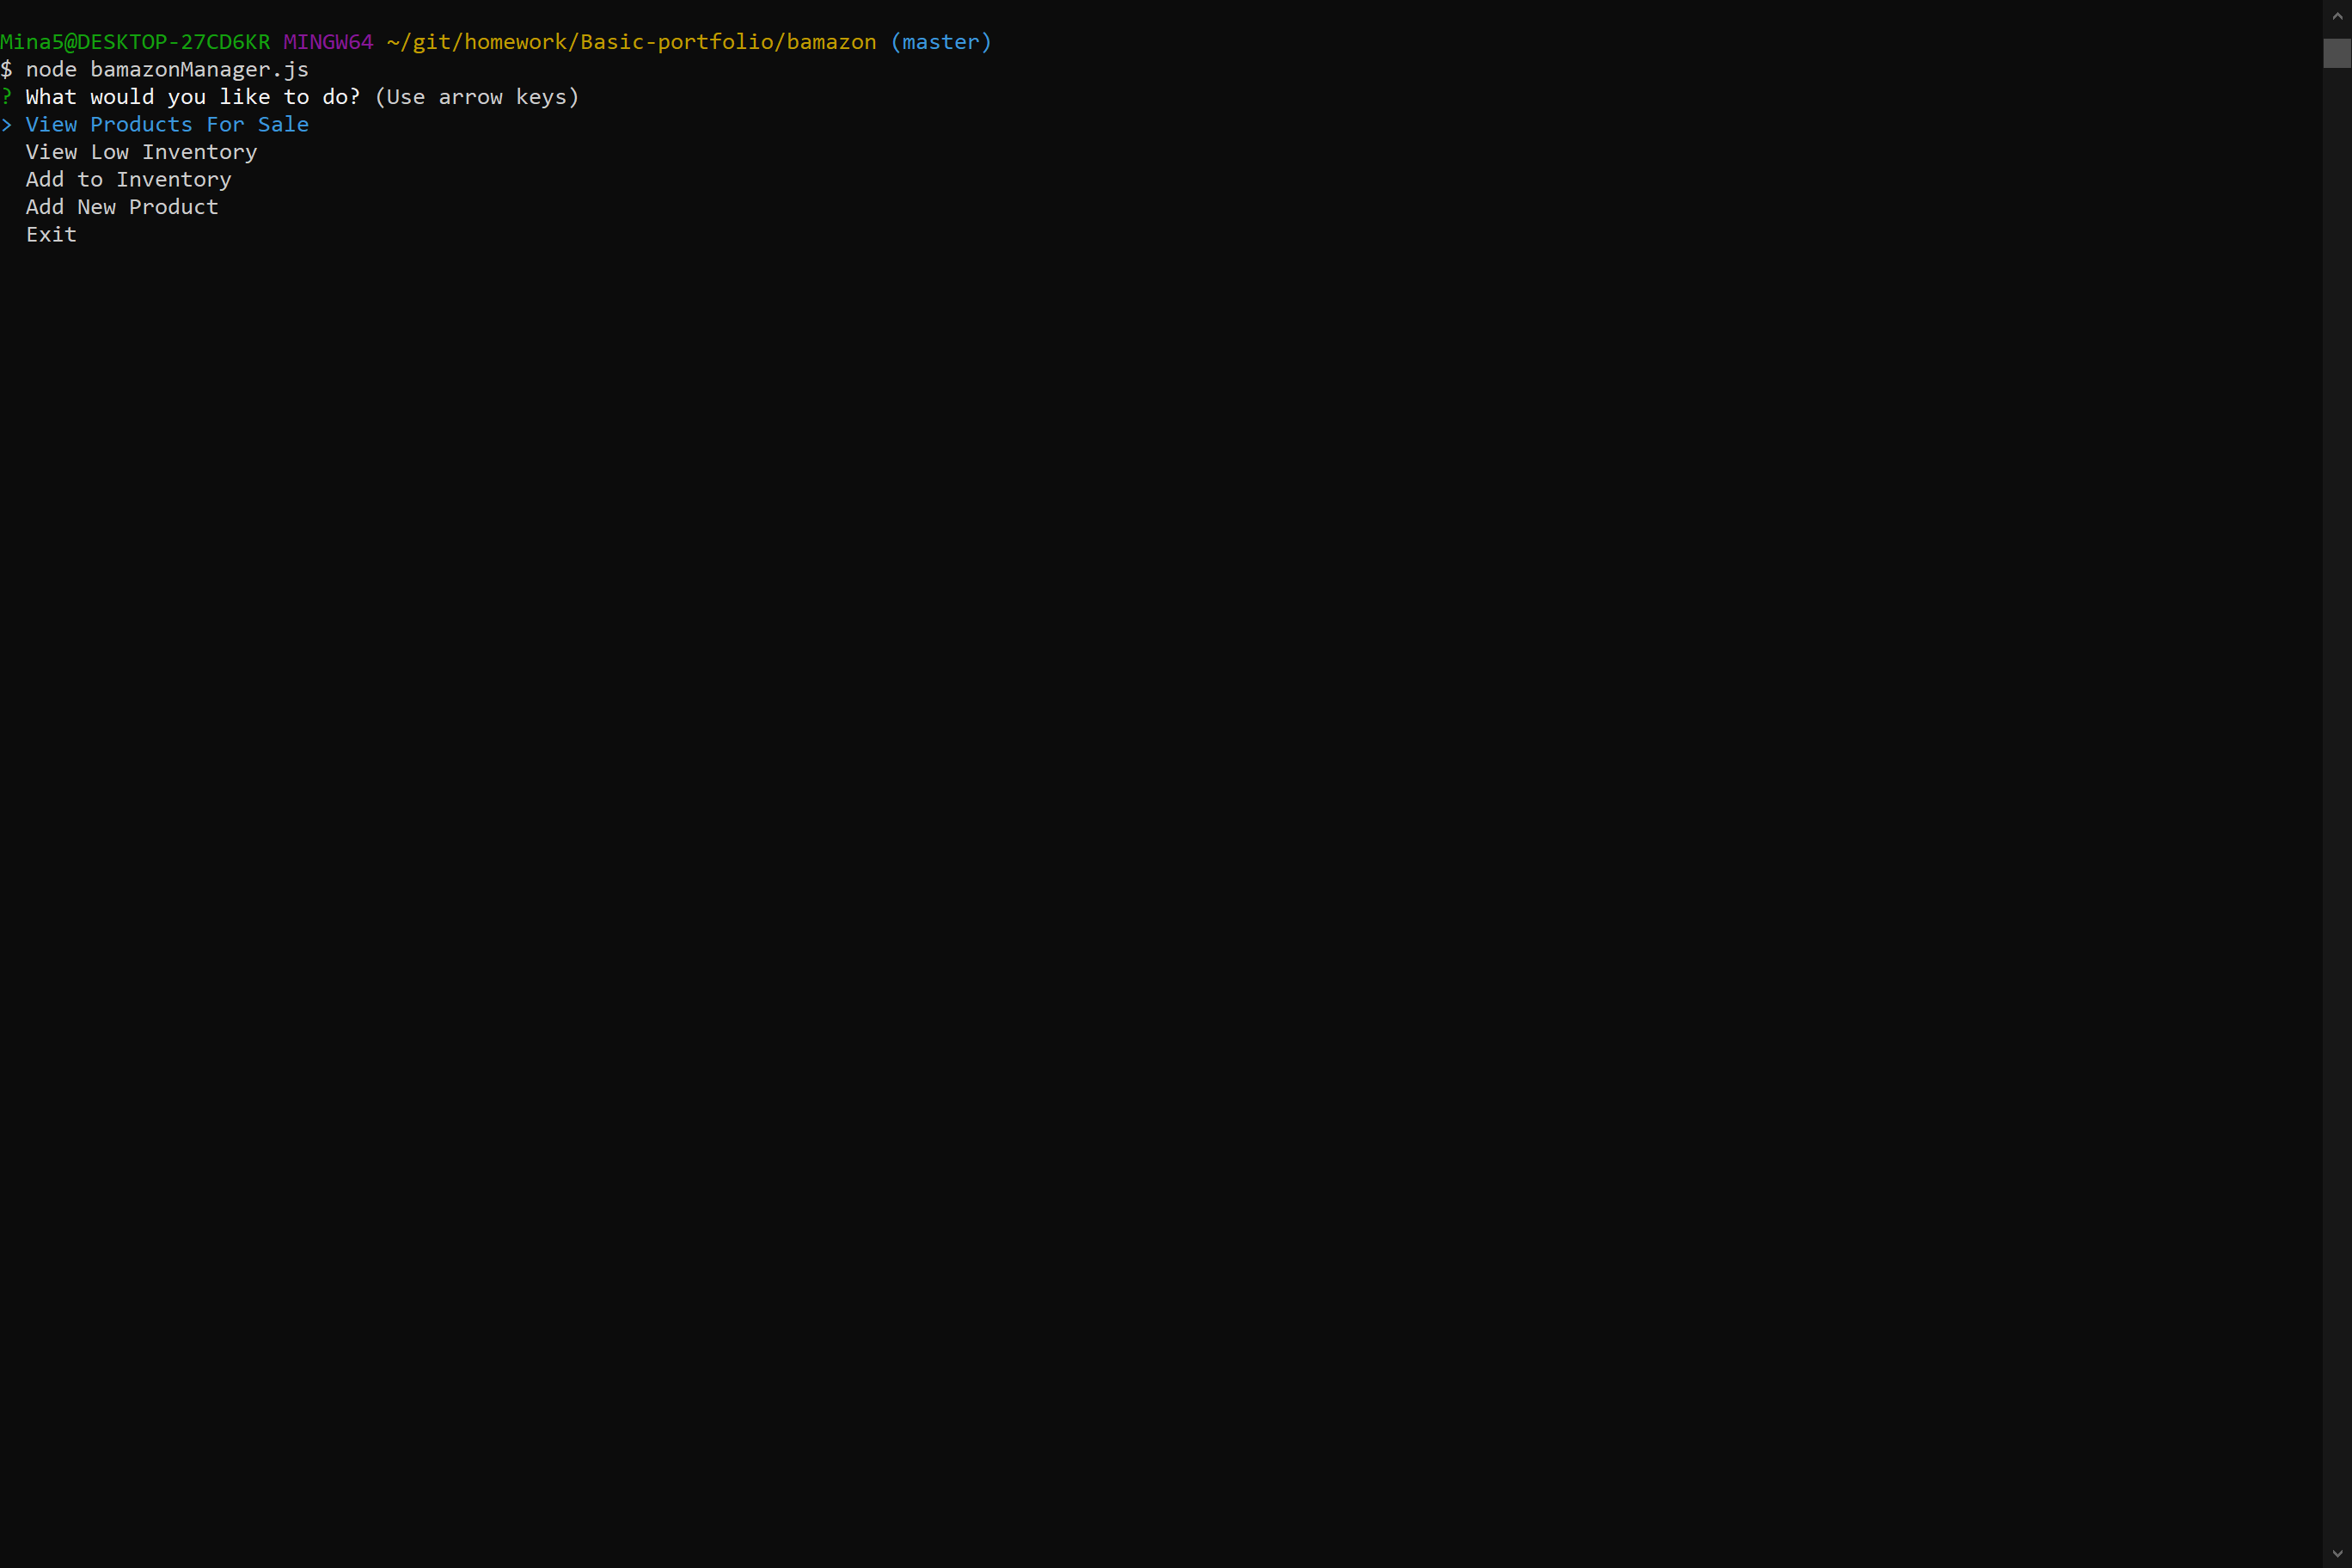 Mina5@DESKTOP-27CD6KR MINGW64 ~/git/homework/Basic-portfolio/bamazon (master)
$ node bamazonManager.js
? What would you like to do? (Use arrow keys)
> View Products For Sale
  View Low Inventory
  Add to Inventory
  Add New Product
  Exit